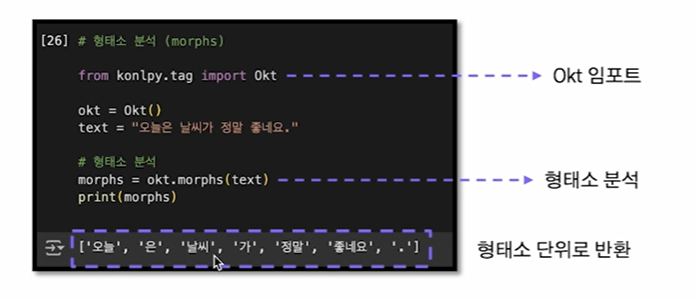 [26] # 형태소 분석 (morphs)
from konlpy.tag import Okt
Okt 임포트
okt = Okt()
text = "오늘은 날씨가 정말 좋네요."
# 형태소 분석
morphs = okt.morphs(text)
형태소 분석
print(morphs)
['오늘', '은', '날씨', '가', '정말', '좋네요', '.']
형태소 단위로 반환